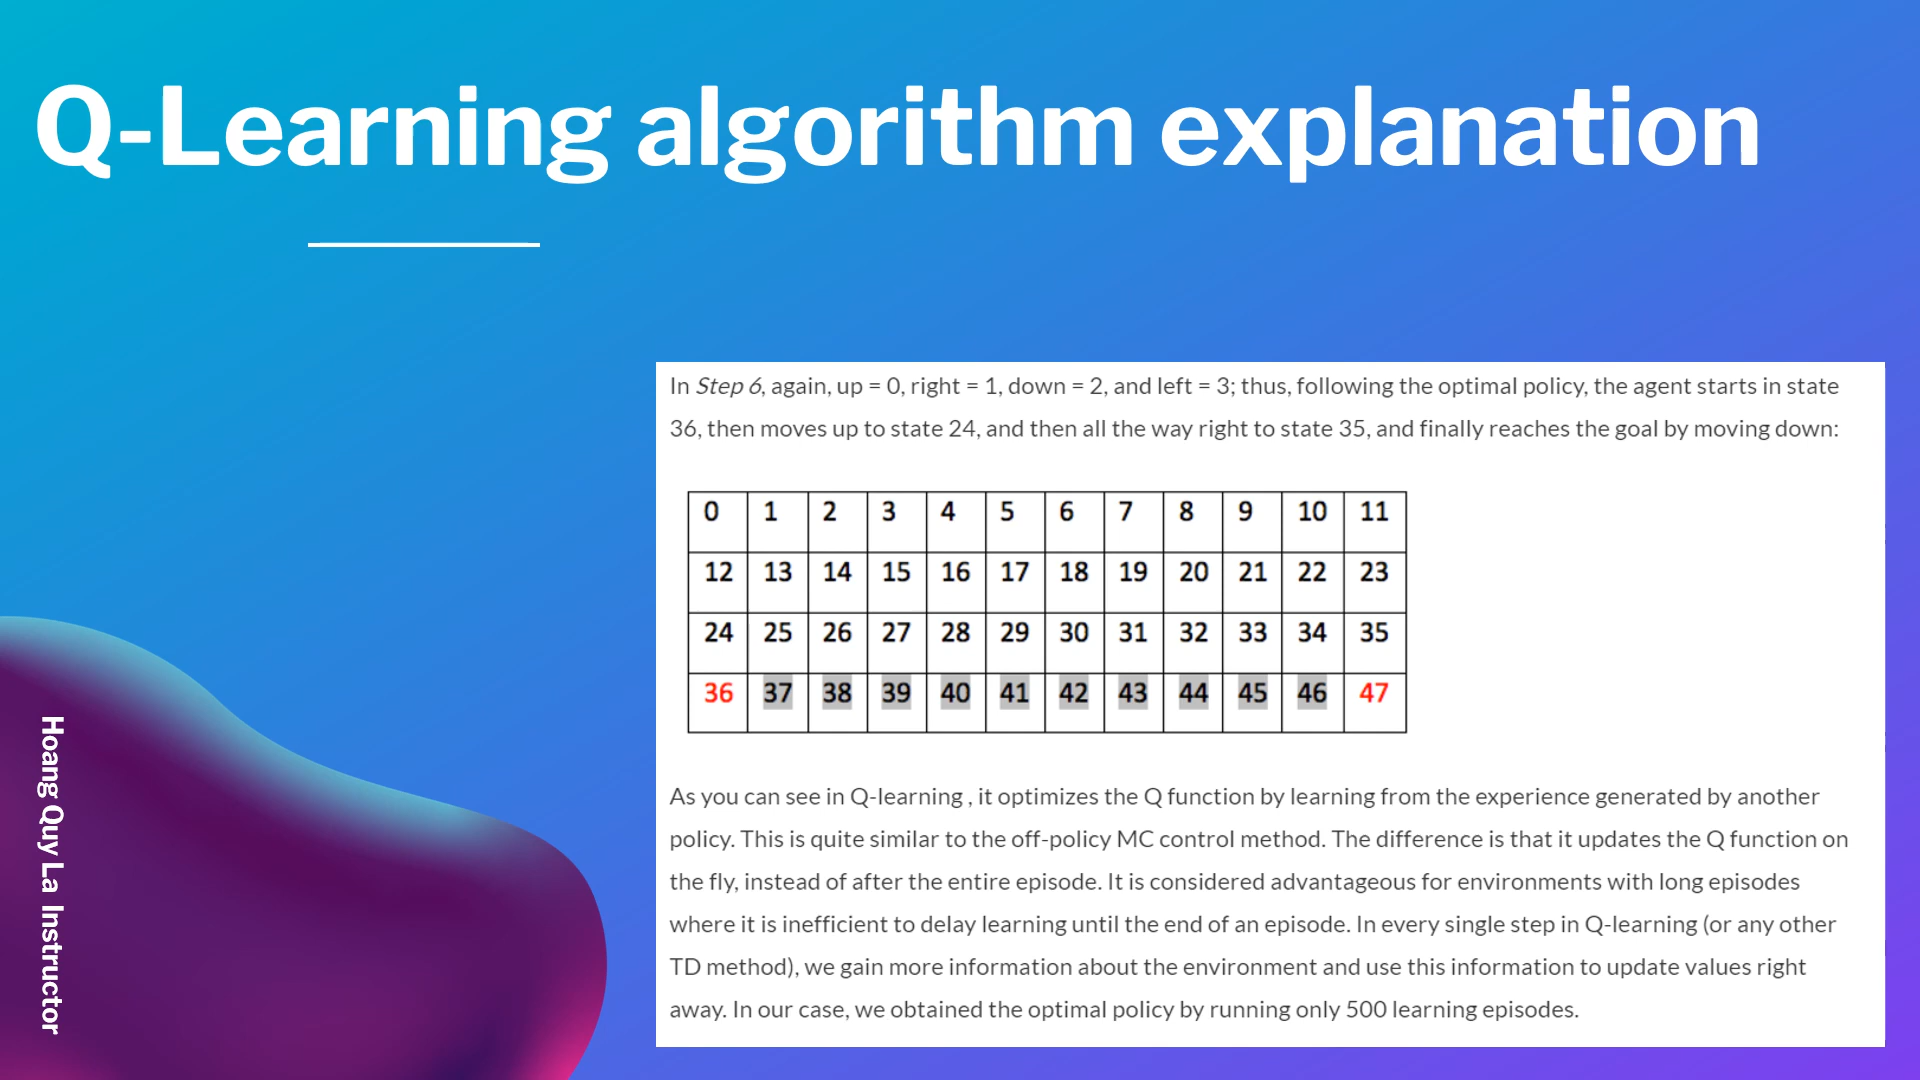 Q-Learning algorithm explanation
In Step 6, again, up = 0, right = 1, down = 2, and left = 3; thus, following the optimal policy, the agent starts in state
36, then moves up to state 24, and then all the way right to state 35, and finally reaches the goal by moving down:
0 1 2 3 4 5 6 7 8 9 10 11
12 13 14 15 16 17 18 19 20 21 22 23
24 25 26 27 28 29 30 31 32 33 34 35
36 37 38 39 40 41 42 43 44 45 46 47
As you can see in Q-learning , it optimizes the Q function by learning from the experience generated by another
policy. This is quite similar to the off-policy MC control method. The difference is that it updates the Q function on
the fly, instead of after the entire episode. It is considered advantageous for environments with long episodes
where it is inefficient to delay learning until the end of an episode. In every single step in Q-learning (or any other
TD method), we gain more information about the environment and use this information to update values right
away. In our case, we obtained the optimal policy by running only 500 learning episodes.
Hoang Quy La Instructor